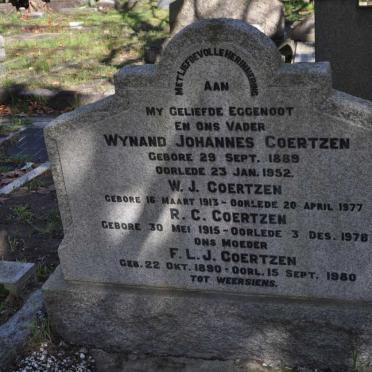 MET LIEFDEVOLLE HERINNERING
AAN
MY GELIEFDE EGGENOOT
EN ONS VADER
WYNAND JOHANNES COERTZEN
GEBORE 29 SEPT. 1889
OORLEDE 23 JAN. 1952.
W. J. COERTZEN
GEBORE 16 MAART 1913 - OORLEDE 20 APRIL 1977
R. C. COERTZEN
GEBORE 30 MEI 1915 - OORLEDE 3 DES. 1978
ONS MOEDER
F. L. J. COERTZEN
GEB. 22 OKT. 1890 - OORL. 15 SEPT. 1980
TOT WEERSIENS.